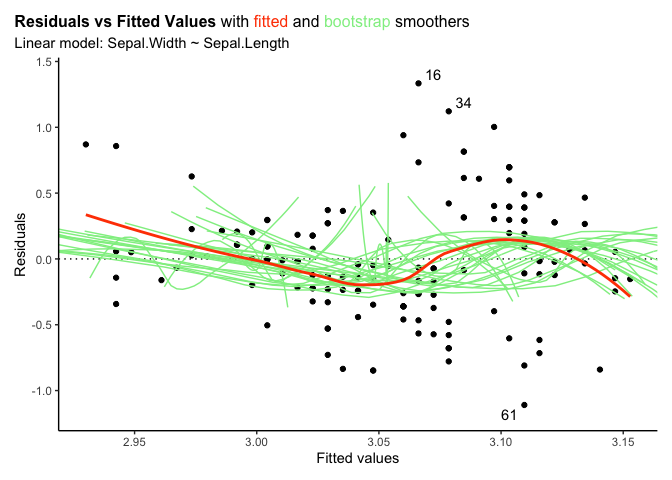 Residuals vs Fitted Values with fitted and bootstrap smoothers
Linear model: Sepal.Width ~ Sepal.Length
1.5
16
34
1.0
0.5
Residuals
0.0
-0.5
-1.0
61
2.95 3.00 3.05 3.10 3.15
Fitted values